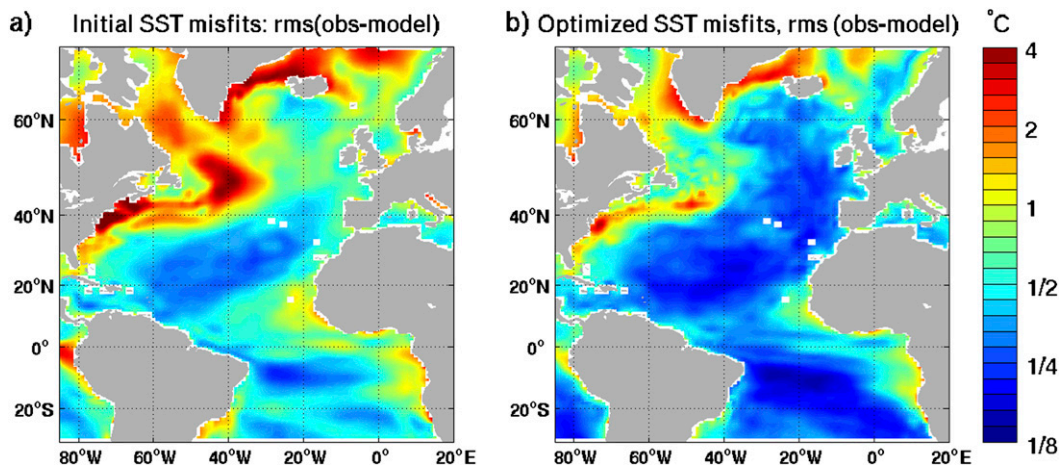 a) Initial SST misfits: rms(obs-model)
b) Optimized SST misfits, rms (obs-model)
°C
60°N
40°N
20°N
0°
20°S
80°W 60°W 40°W 20°W 0° 20°E
60°N
40°N
20°N
0°
20°S
80°W 60°W 40°W 20°W 0° 20°E
4
2
1
1/2
1/4
1/8